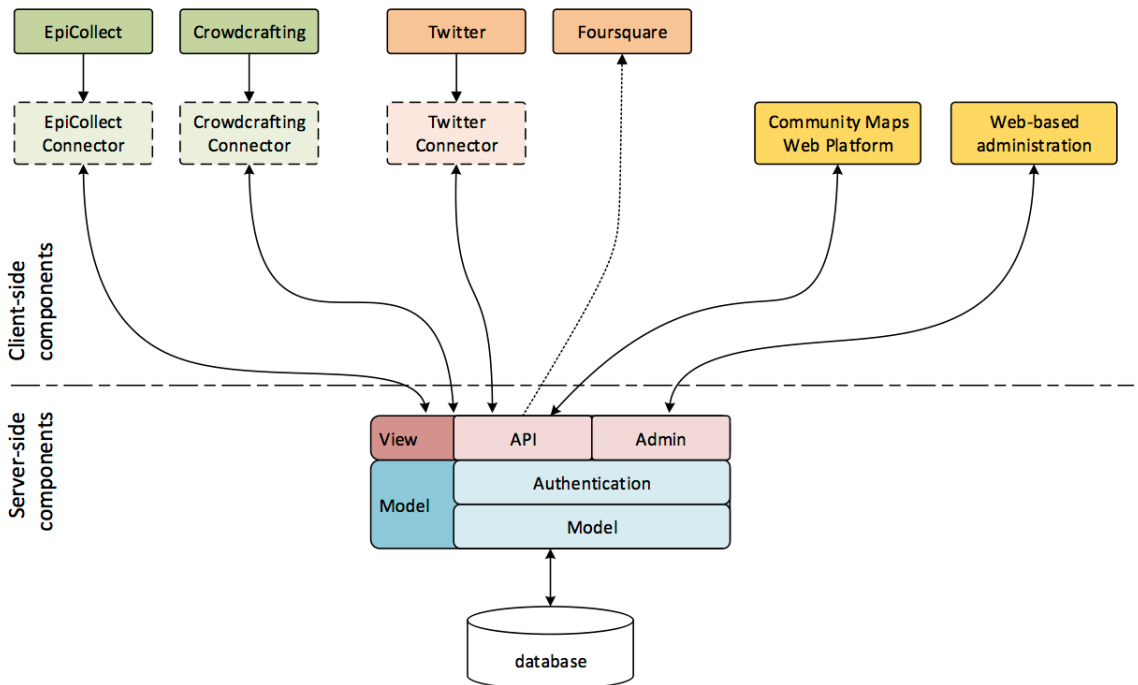 EpiCollect
Crowdcrafting
Twitter
Foursquare
EpiCollect
Connector
Crowdcrafting
Connector
Twitter
Connector
Community Maps
Web Platform
Web-based
administration
Client-side
components
Server-side
components
View
API
Admin
Model
Authentication
Model
database